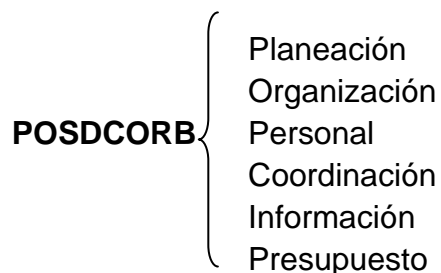 Planeación
Organización
POSDCORB Personal
Coordinación
Información
Presupuesto